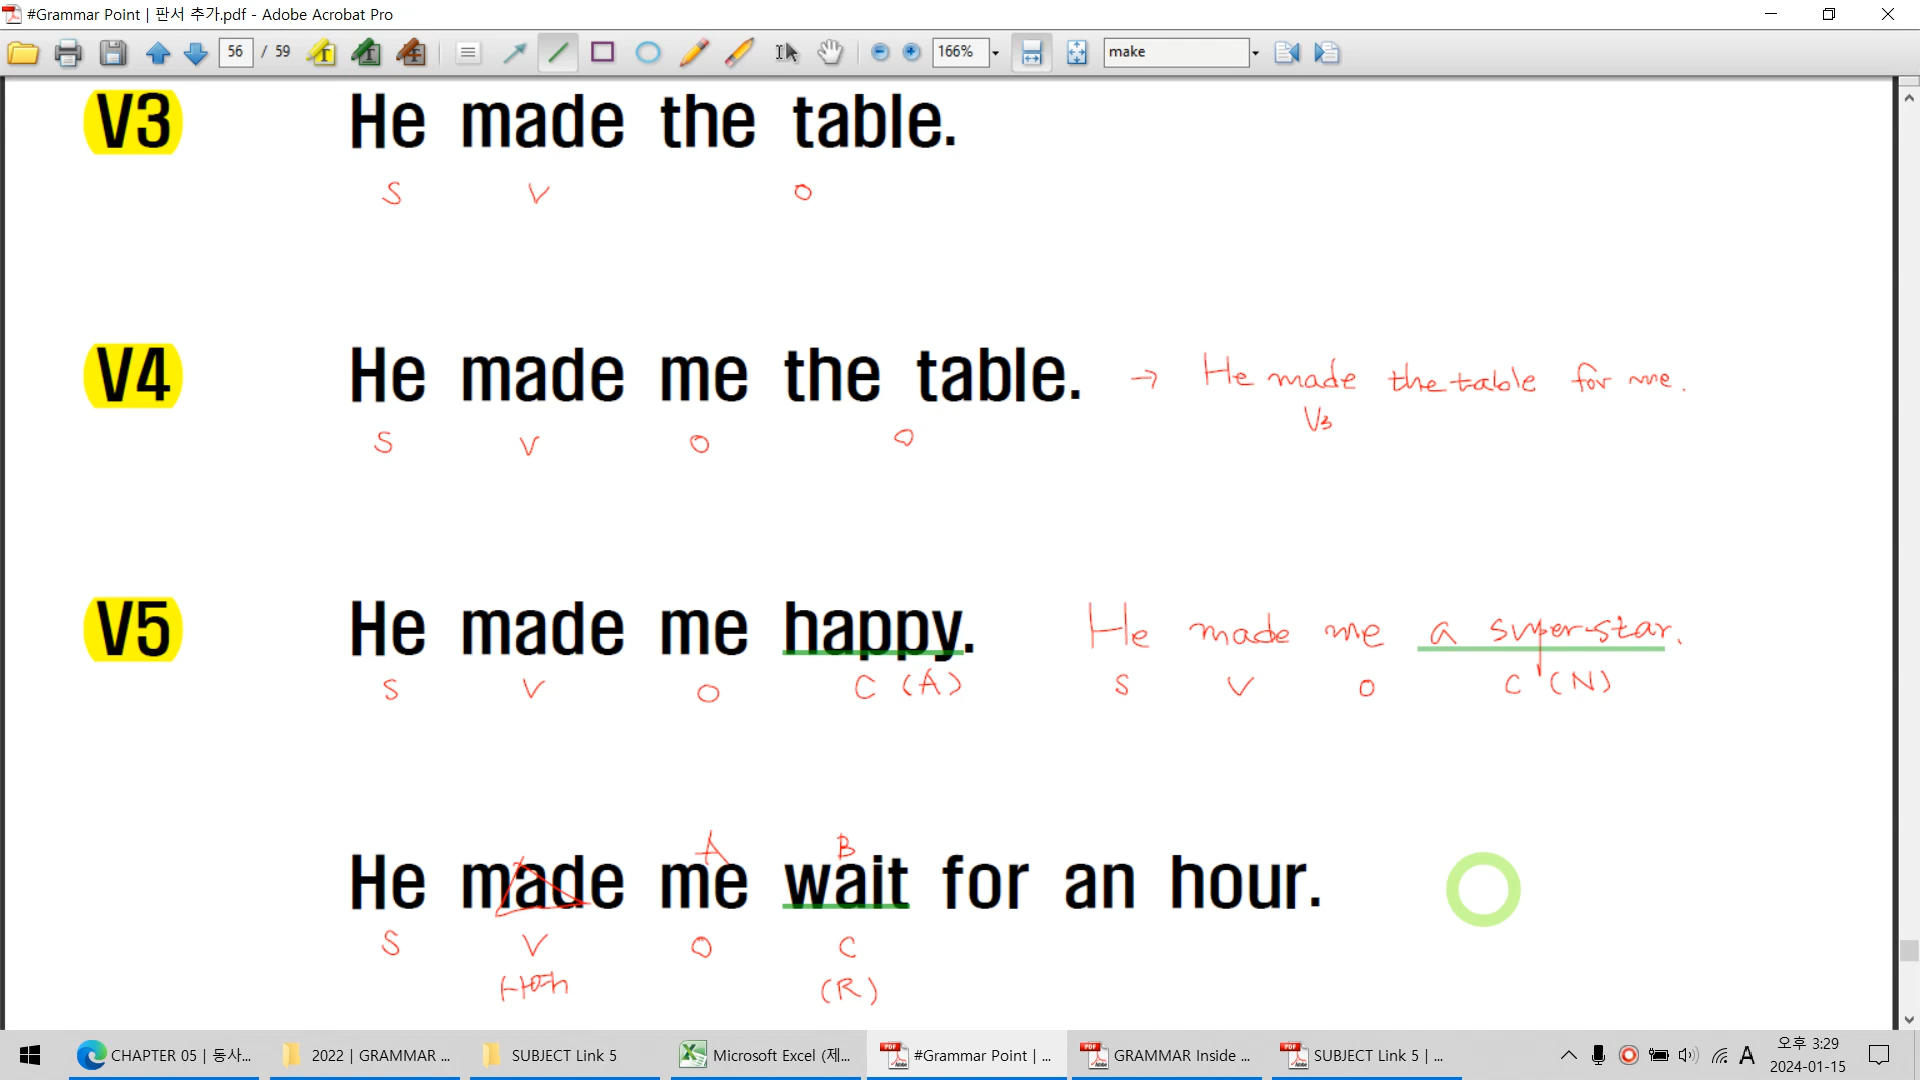 #Grammar Point | 판서 추가.pdf - Adobe Acrobat Pro
56 / 59 166% make
V3 He made the table.
S V O
V4 He made me the table. → He made the table for me.
V3
S V O O
V5 He made me happy. He made me a superstar.
S V O C (A) S V O C (N)
A B
He made me wait for an hour.
S V O C
(R)
CHAPTER 05 | 동사... 2022 | GRAMMAR ... SUBJECT Link 5 Microsoft Excel (제... #Grammar Point | ... GRAMMAR Inside ... SUBJECT Link 5 | ... A 오후 3:29
2024-01-15